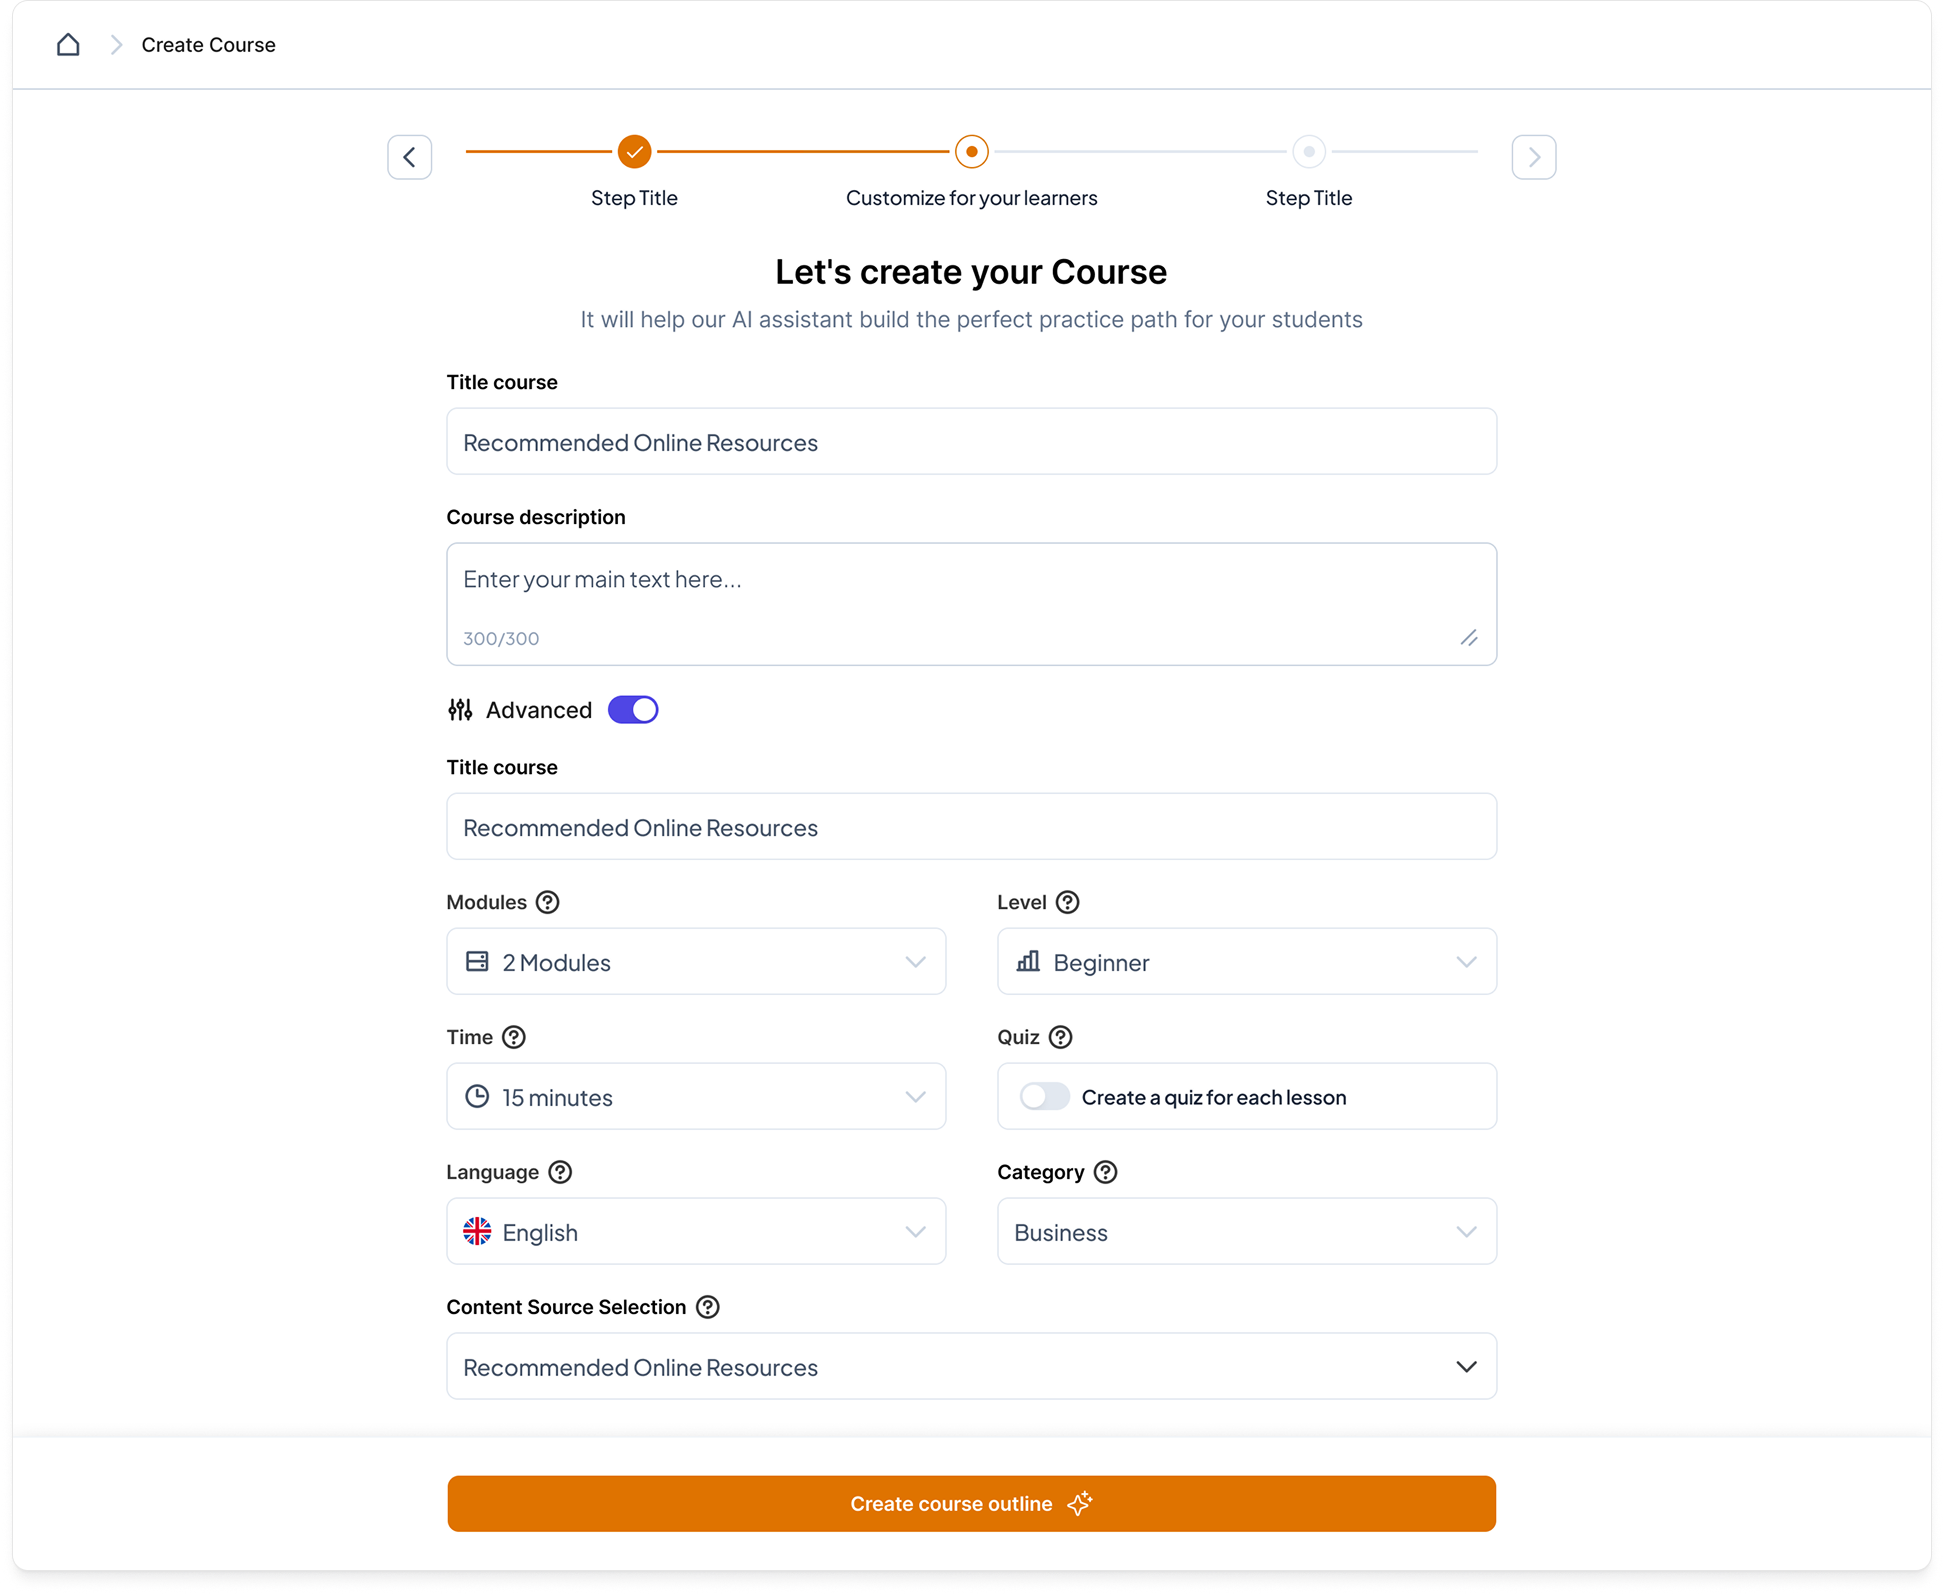 Create Course
Step Title
Customize for your learners
Step Title
Let's create your Course
It will help our AI assistant build the perfect practice path for your students
Title course
Recommended Online Resources
Course description
Enter your main text here...
300/300
Advanced
Title course
Recommended Online Resources
Modules
Level
2 Modules
Beginner
Time
Quiz
15 minutes
Create a quiz for each lesson
Language
Category
English
Business
Content Source Selection
Recommended Online Resources
Create course outline